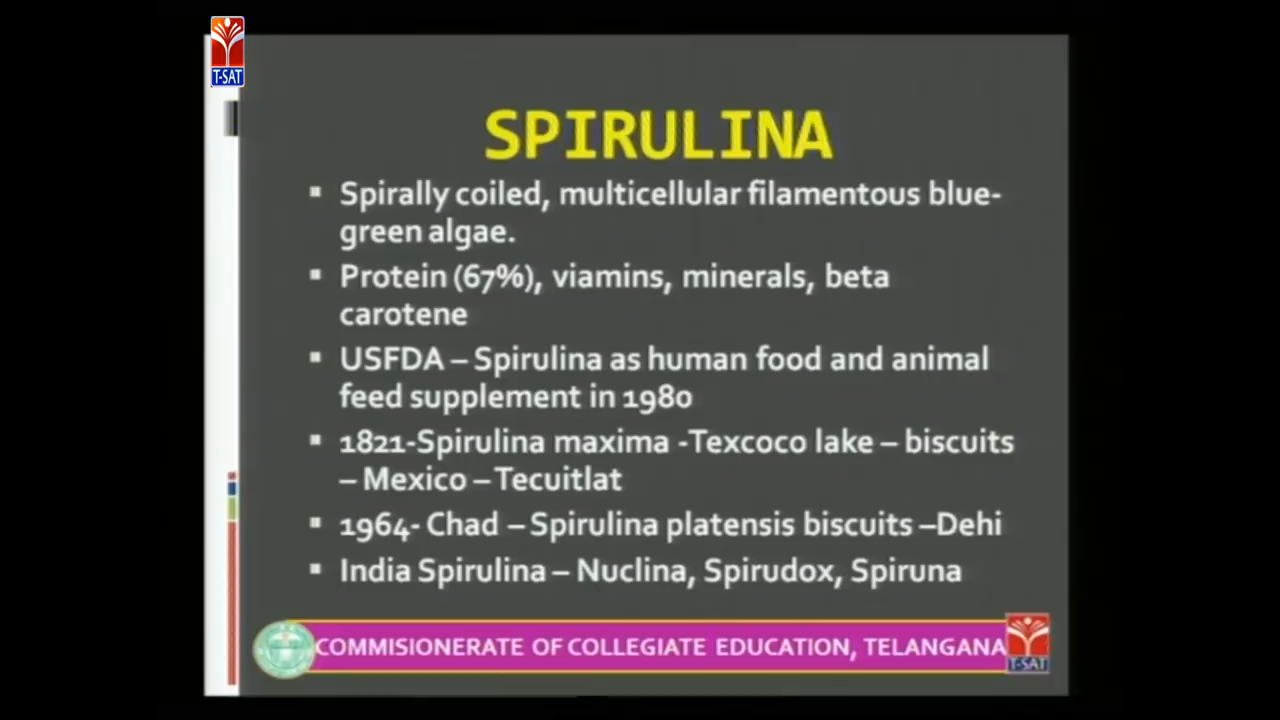 T-SAT
SPIRULINA
▪ Spirally coiled, multicellular filamentous blue-
green algae.
▪ Protein (67%), viamins, minerals, beta
carotene
▪ USFDA – Spirulina as human food and animal
feed supplement in 1980
▪ 1821-Spirulina maxima -Texcoco lake – biscuits
– Mexico – Tecuitlat
▪ 1964- Chad – Spirulina platensis biscuits –Dehi
▪ India Spirulina – Nuclina, Spirudox, Spiruna
COMMISIONERATE OF COLLEGIATE EDUCATION, TELANGANA
T-SAT